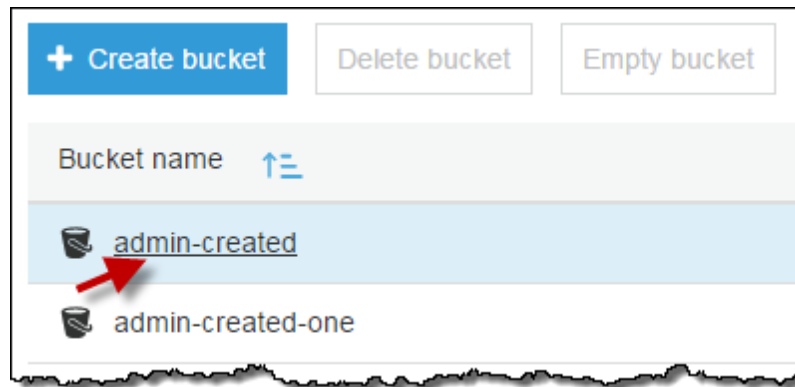 Create bucket Delete bucket Empty bucket
Bucket name
admin-created
admin-created-one